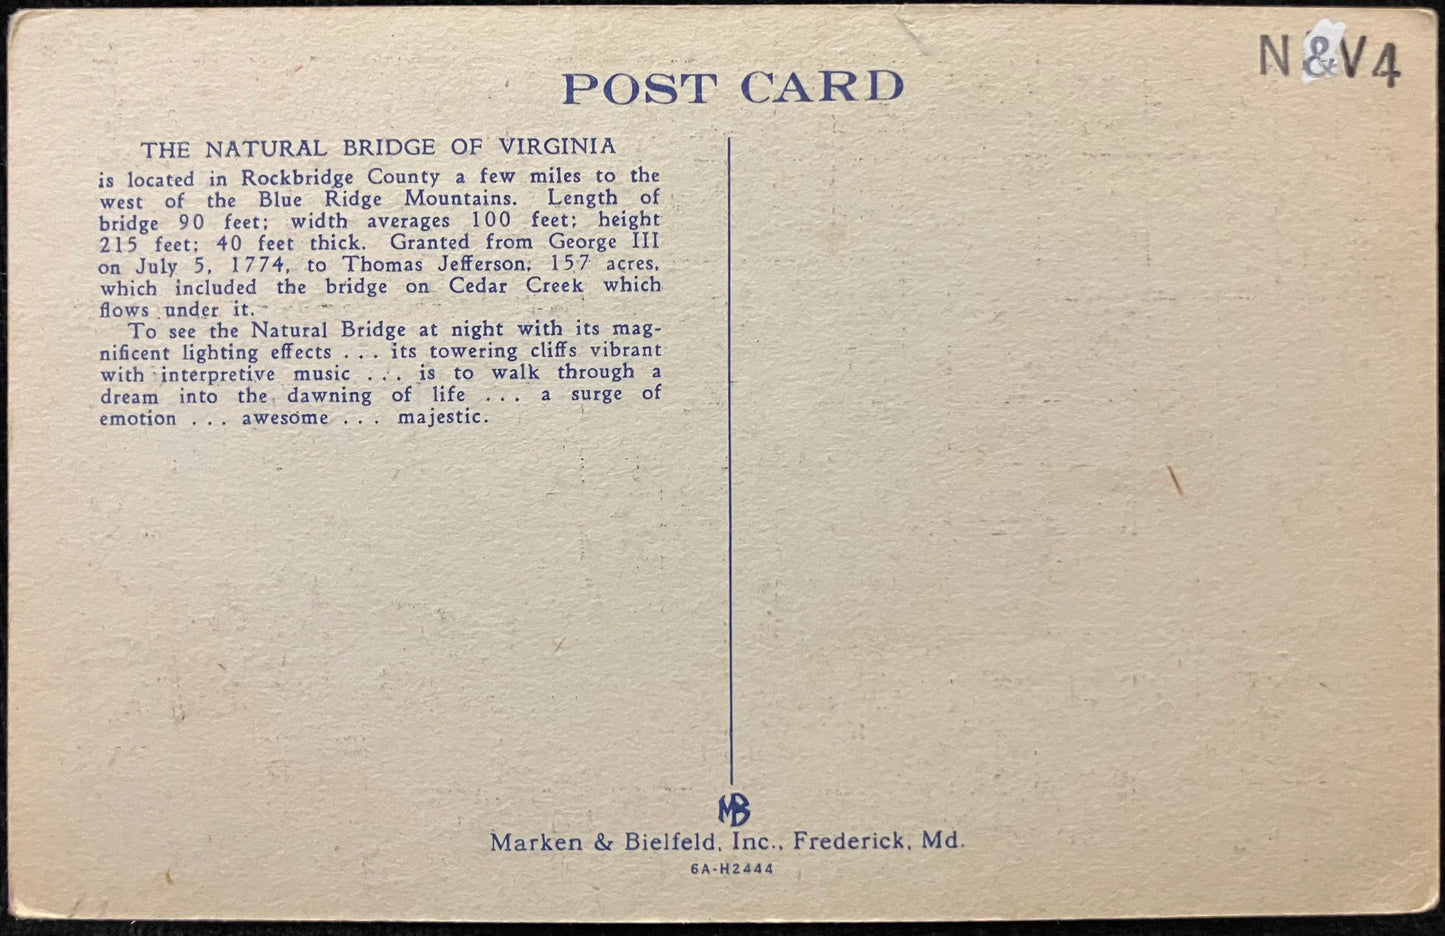 N & V 4
POST CARD
THE NATURAL BRIDGE OF VIRGINIA
is located in Rockbridge County a few miles to the
west of the Blue Ridge Mountains. Length of
bridge 90 feet; width averages 100 feet; height
215 feet; 40 feet thick. Granted from George III
on July 5, 1774, to Thomas Jefferson; 157 acres,
which included the bridge on Cedar Creek which
flows under it.
To see the Natural Bridge at night with its mag-
nificent lighting effects . . . its towering cliffs vibrant
with interpretive music . . . is to walk through a
dream into the dawning of life . . . a surge of
emotion . . . awesome . . . majestic.
MB
Marken & Bielfeld, Inc., Frederick, Md.
6A-H2444